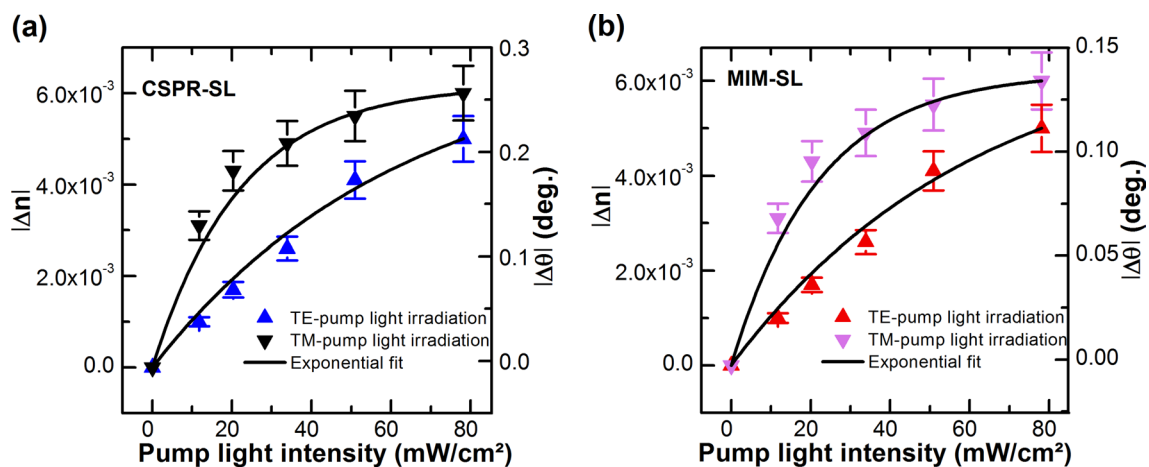 (a)
CSPR-SL
|Δn|
6.0x10⁻³
4.0x10⁻³
2.0x10⁻³
0.0
0.3
0.2
0.1
0.0
|Δθ| (deg.)
TE-pump light irradiation
TM-pump light irradiation
Exponential fit
0 20 40 60 80
Pump light intensity (mW/cm²)
(b)
MIM-SL
|Δn|
6.0x10⁻³
4.0x10⁻³
2.0x10⁻³
0.0
0.15
0.10
0.05
0.00
|Δθ| (deg.)
TE-pump light irradiation
TM-pump light irradiation
Exponential fit
0 20 40 60 80
Pump light intensity (mW/cm²)